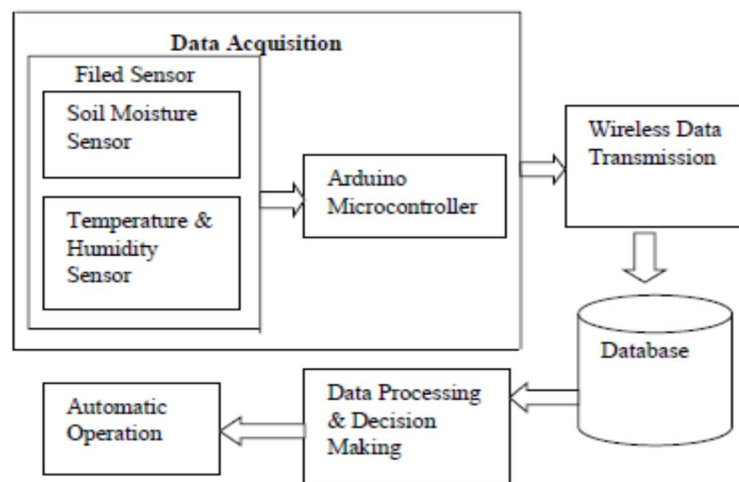 Data Acquisition
Filed Sensor
Soil Moisture
Sensor
Temperature &
Humidity
Sensor
Arduino
Microcontroller
Wireless Data
Transmission
Database
Data Processing
& Decision
Making
Automatic
Operation